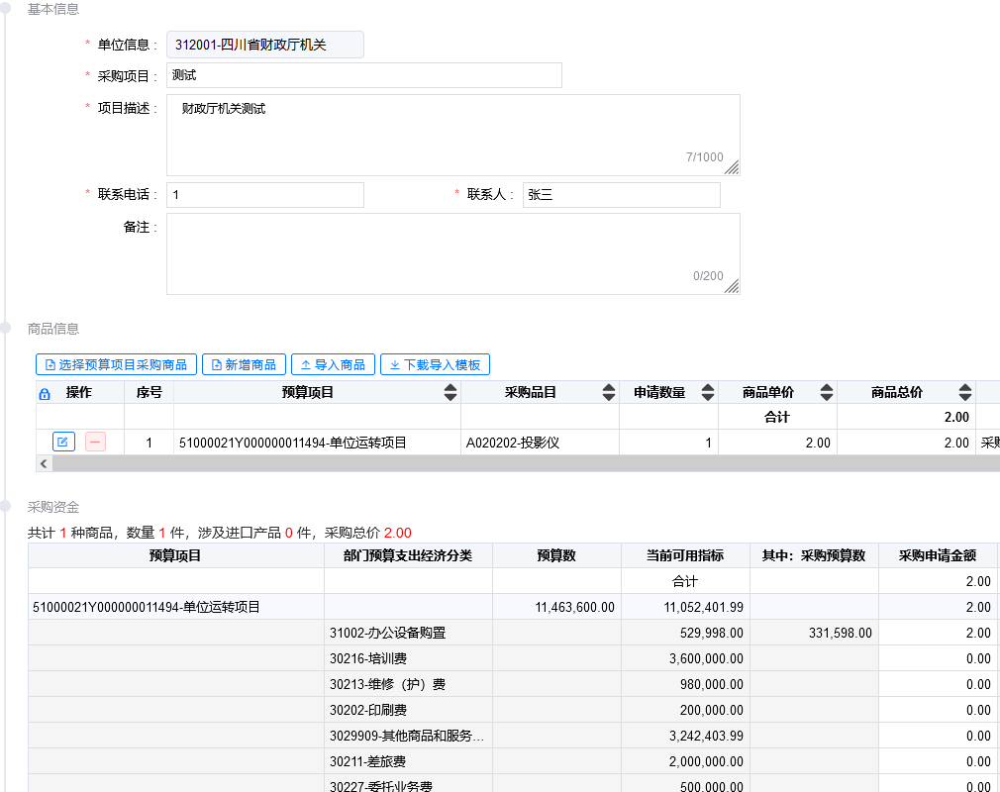 基本信息
* 单位信息 : 312001-四川省财政厅机关
* 采购项目 : 测试
* 项目描述 : 财政厅机关测试
7/1000
* 联系电话 : 1 * 联系人 : 张三
备注 :
0/200
商品信息
选择预算项目采购商品 新增商品 导入商品 下载导入模板
操作 序号 预算项目 采购品目 申请数量 商品单价 商品总价
合计 2.00
1 51000021Y000000011494-单位运转项目 A020202-投影仪 1 2.00 2.00 采
采购资金
共计 1 种商品，数量 1 件，涉及进口产品 0 件，采购总价 2.00
预算项目 部门预算支出经济分类 预算数 当前可用指标 其中：采购预算数 采购申请金额
合计 2.00
51000021Y000000011494-单位运转项目 11,463,600.00 11,052,401.99 2.00
31002-办公设备购置 529,998.00 331,598.00 2.00
30216-培训费 3,600,000.00 0.00
30213-维修（护）费 980,000.00 0.00
30202-印刷费 200,000.00 0.00
3029909-其他商品和服务... 3,242,403.99 0.00
30211-差旅费 2,000,000.00 0.00
30227-委托业务费 500,000.00 0.00